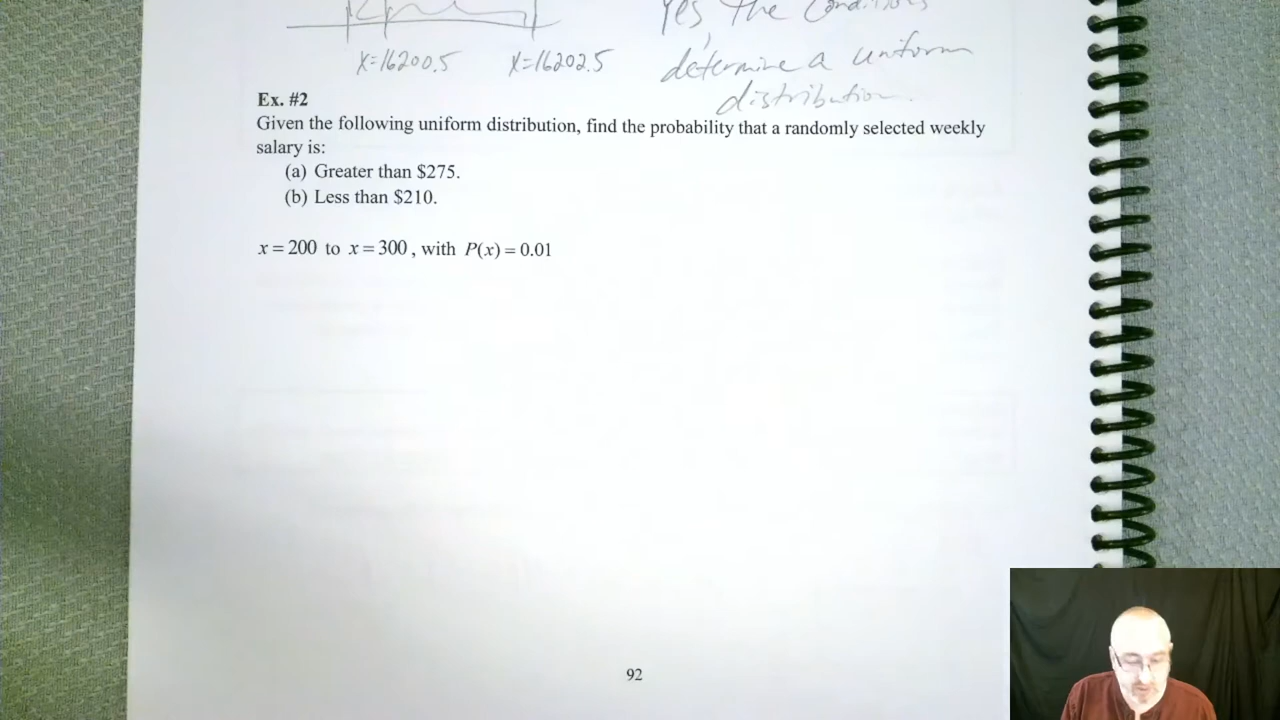 Yes, the conditions
x=16200.5 x=16202.5 determine a uniform
distribution.
Ex. #2
Given the following uniform distribution, find the probability that a randomly selected weekly
salary is:
(a) Greater than $275.
(b) Less than $210.
x = 200 to x = 300 , with P(x) = 0.01
92